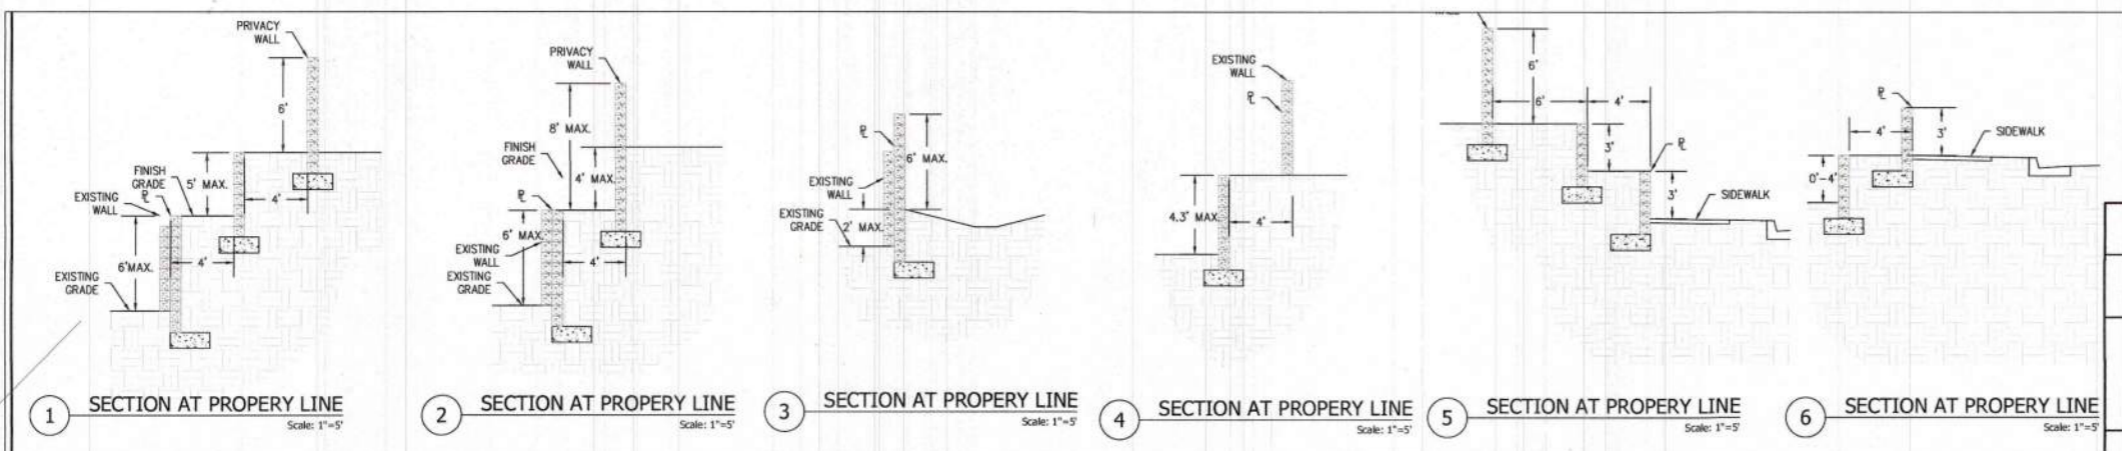 PRIVACY
WALL
6'
FINISH
GRADE
5' MAX.
℄
EXISTING
WALL
4'
6'MAX.
4'
EXISTING
GRADE
1
SECTION AT PROPERY LINE
Scale: 1"=5'
PRIVACY
WALL
8' MAX.
FINISH
GRADE
4' MAX.
℄
6' MAX.
EXISTING
WALL
4'
EXISTING
GRADE
2
SECTION AT PROPERY LINE
Scale: 1"=5'
℄
6' MAX.
EXISTING
WALL
EXISTING
GRADE
2' MAX.
3
SECTION AT PROPERY LINE
Scale: 1"=5'
EXISTING
WALL
℄
4.3' MAX.
4'
4
SECTION AT PROPERY LINE
Scale: 1"=5'
6'
6'
4'
3'
℄
3'
SIDEWALK
5
SECTION AT PROPERY LINE
Scale: 1"=5'
℄
4'
3'
SIDEWALK
0'-4'
6
SECTION AT PROPERY LINE
Scale: 1"=5'